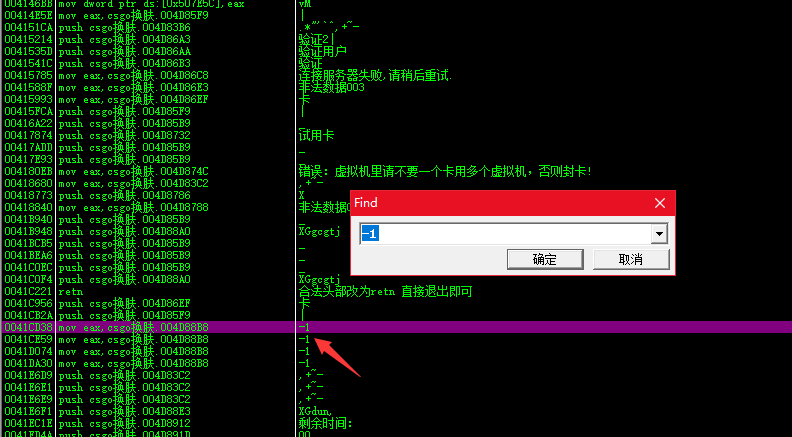 004146BB mov dword ptr ds:[0x507E5C],eax vM
00414E5E mov eax,csgo换肤.004D85F9 |
004151CA push csgo换肤.004D83B6 ,*"'`^,+~-
00415214 push csgo换肤.004D86A3 验证2|
0041535D push csgo换肤.004D86AA 验证用户
0041541C push csgo换肤.004D86B3 验证
00415785 mov eax,csgo换肤.004D86C8 连接服务器失败,请稍后重试.
0041588F mov eax,csgo换肤.004D86E3 非法数据003
00415993 mov eax,csgo换肤.004D86EF 卡
00415FCA push csgo换肤.004D85F9 |
00416A22 push csgo换肤.004D85B9 _
00417874 push csgo换肤.004D8732 试用卡
00417ADD push csgo换肤.004D85B9 _
00417E93 push csgo换肤.004D85B9 _
004180EB mov eax,csgo换肤.004D874C 错误: 虚拟机里请不要一个卡用多个虚拟机，否则封卡!
00418680 mov eax,csgo换肤.004D83C2 ,+~-
00418773 push csgo换肤.004D8786 X
00418840 mov eax,csgo换肤.004D8788 非法数据
0041B940 push csgo换肤.004D85B9 _
0041B948 push csgo换肤.004D88A0 XGgcgtj
0041BCB5 push csgo换肤.004D85B9 _
0041BEA6 push csgo换肤.004D85B9 _
0041C0EC push csgo换肤.004D85B9 _
0041C0F4 push csgo换肤.004D88A0 XGgcgtj
0041C221 retn 合法头部改为retn 直接退出即可
0041C956 push csgo换肤.004D86EF 卡
0041CB2A push csgo换肤.004D85F9 |
0041CD38 mov eax,csgo换肤.004D88B8 -1
0041CE59 mov eax,csgo换肤.004D88B8 -1
0041D074 mov eax,csgo换肤.004D88B8 -1
0041DA30 mov eax,csgo换肤.004D88B8 -1
0041E6D9 push csgo换肤.004D83C2 ,+~-
0041E6E1 push csgo换肤.004D83C2 ,+~-
0041E6E9 push csgo换肤.004D83C2 ,+~-
0041E6F1 push csgo换肤.004D88E3 XGdun,
0041EC1E push csgo换肤.004D8912 剩余时间:
0041ED4A push csgo换肤.004D891D 00
Find
-1
确定
取消